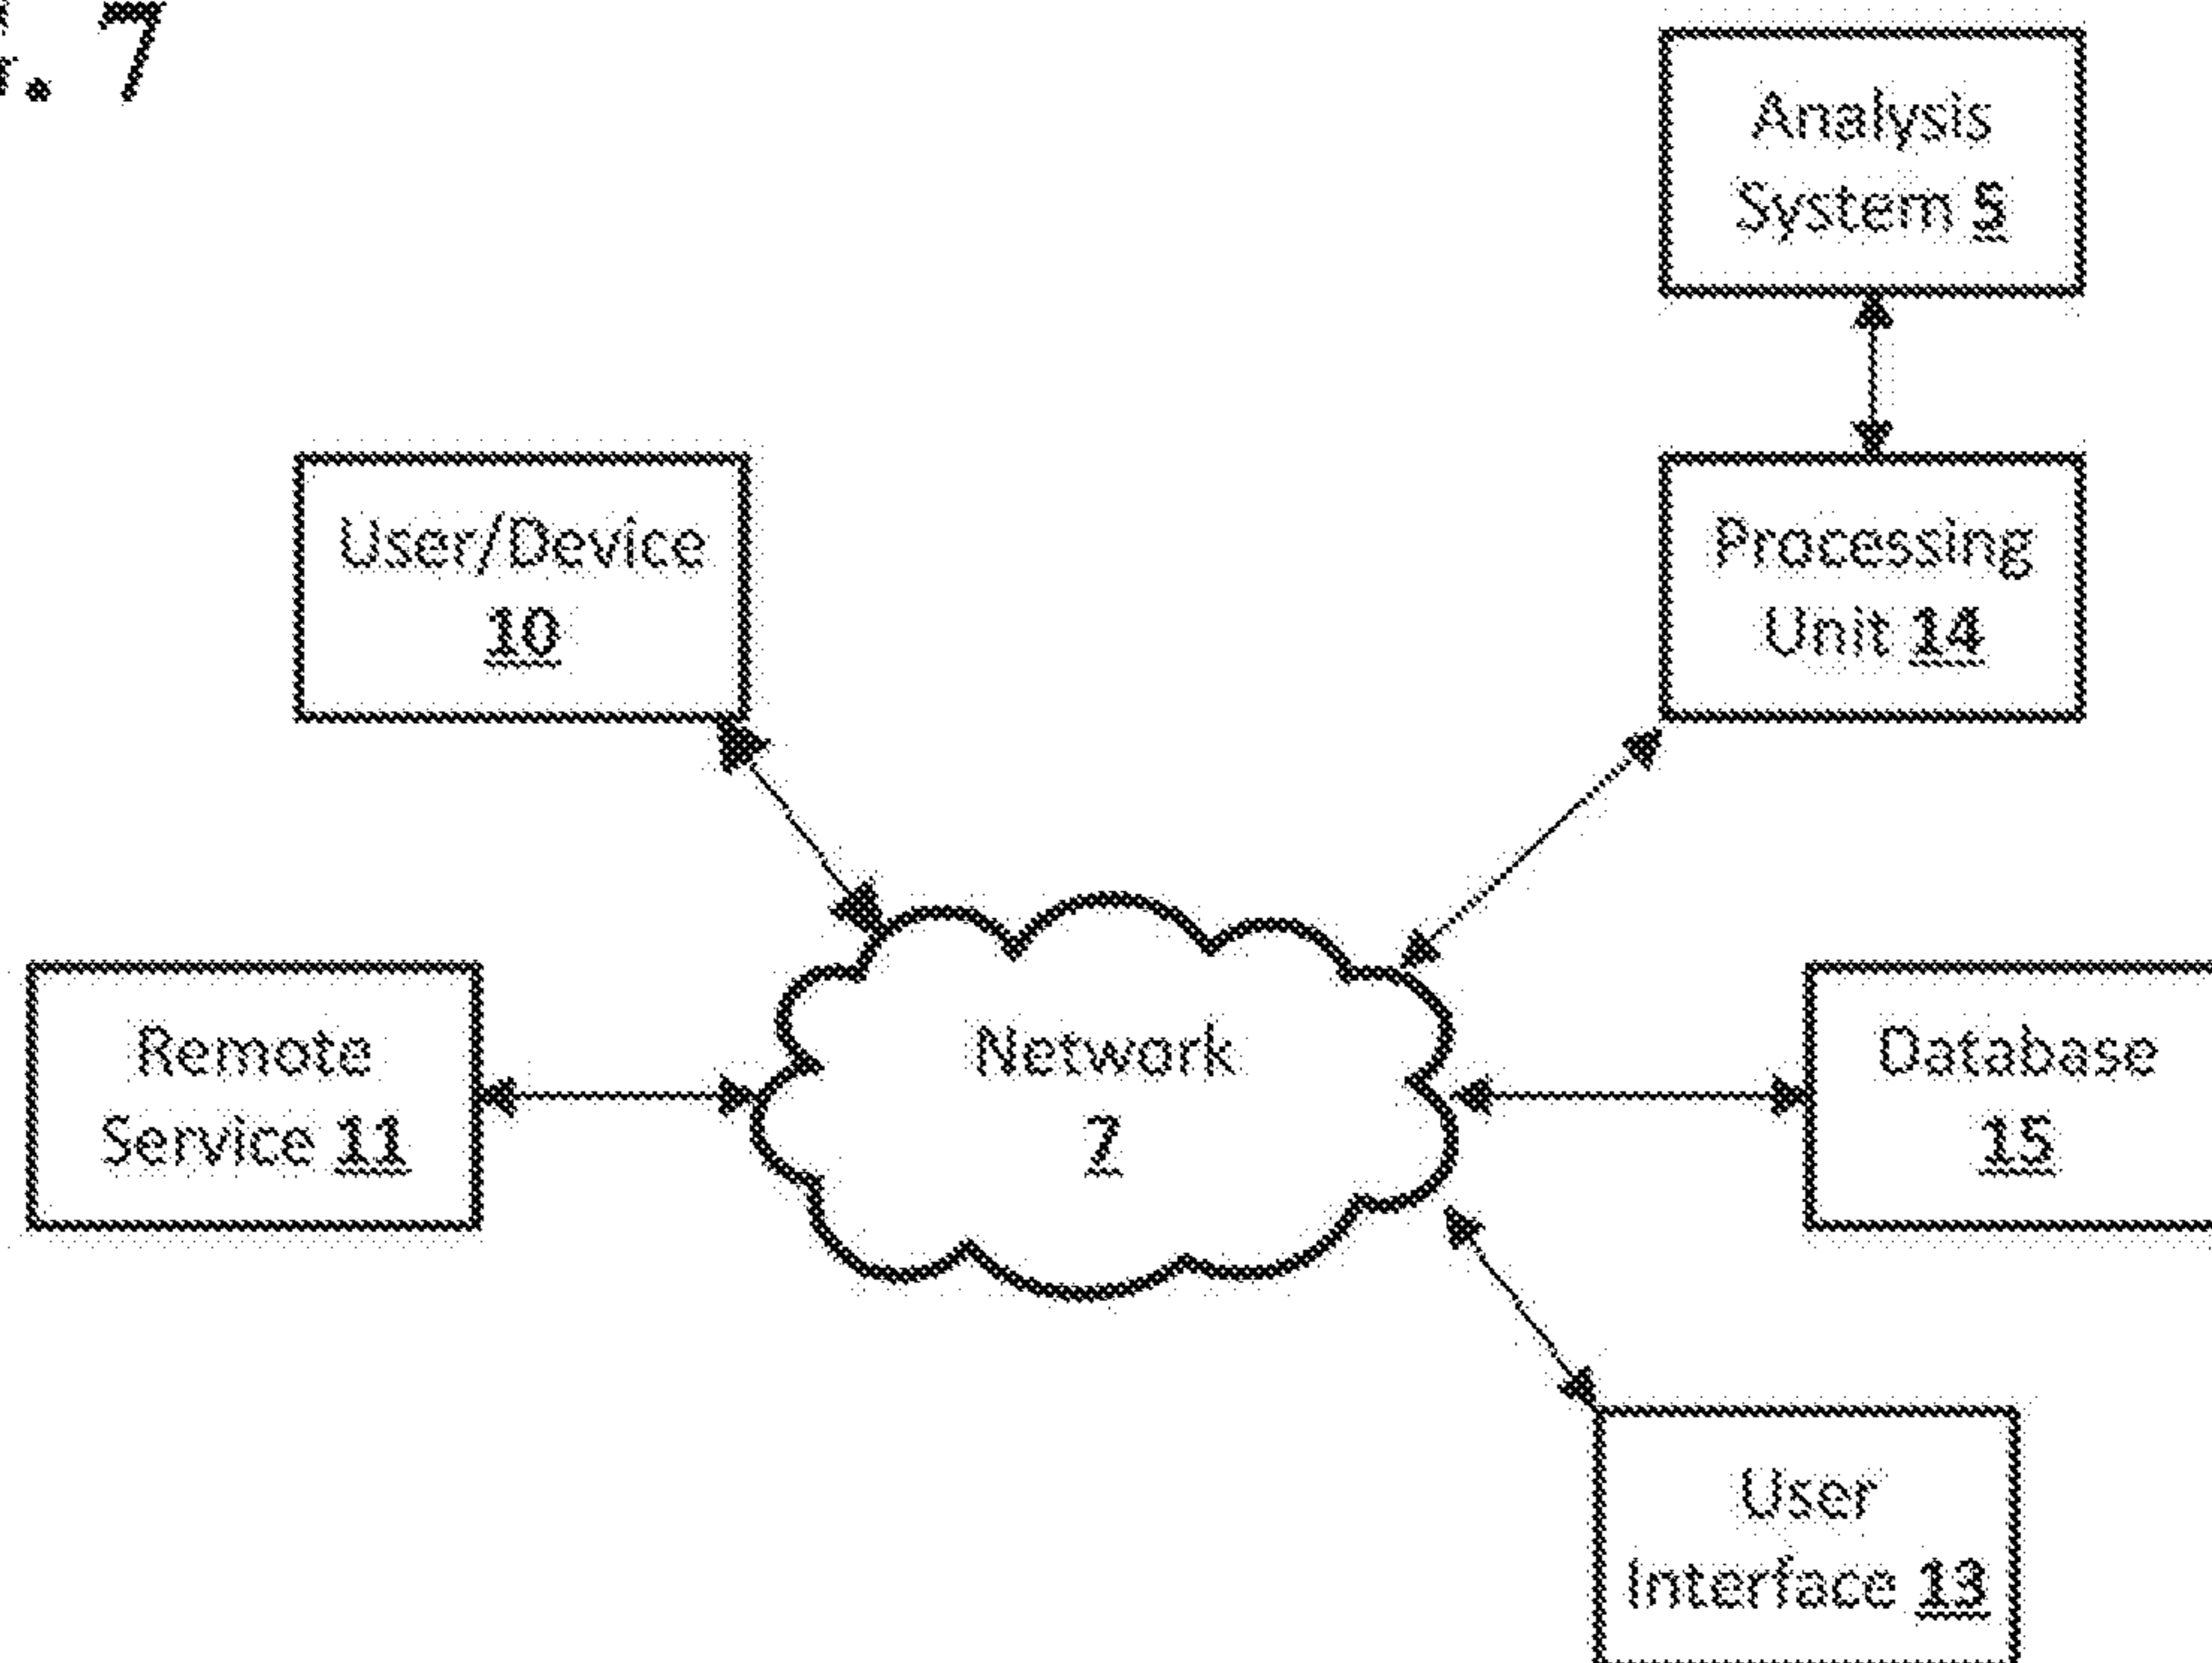 . 7
Analysis
System 5
User/Device
10
Processing
Unit 14
Remote
Service 11
Network
7
Database
15
User
Interface 13